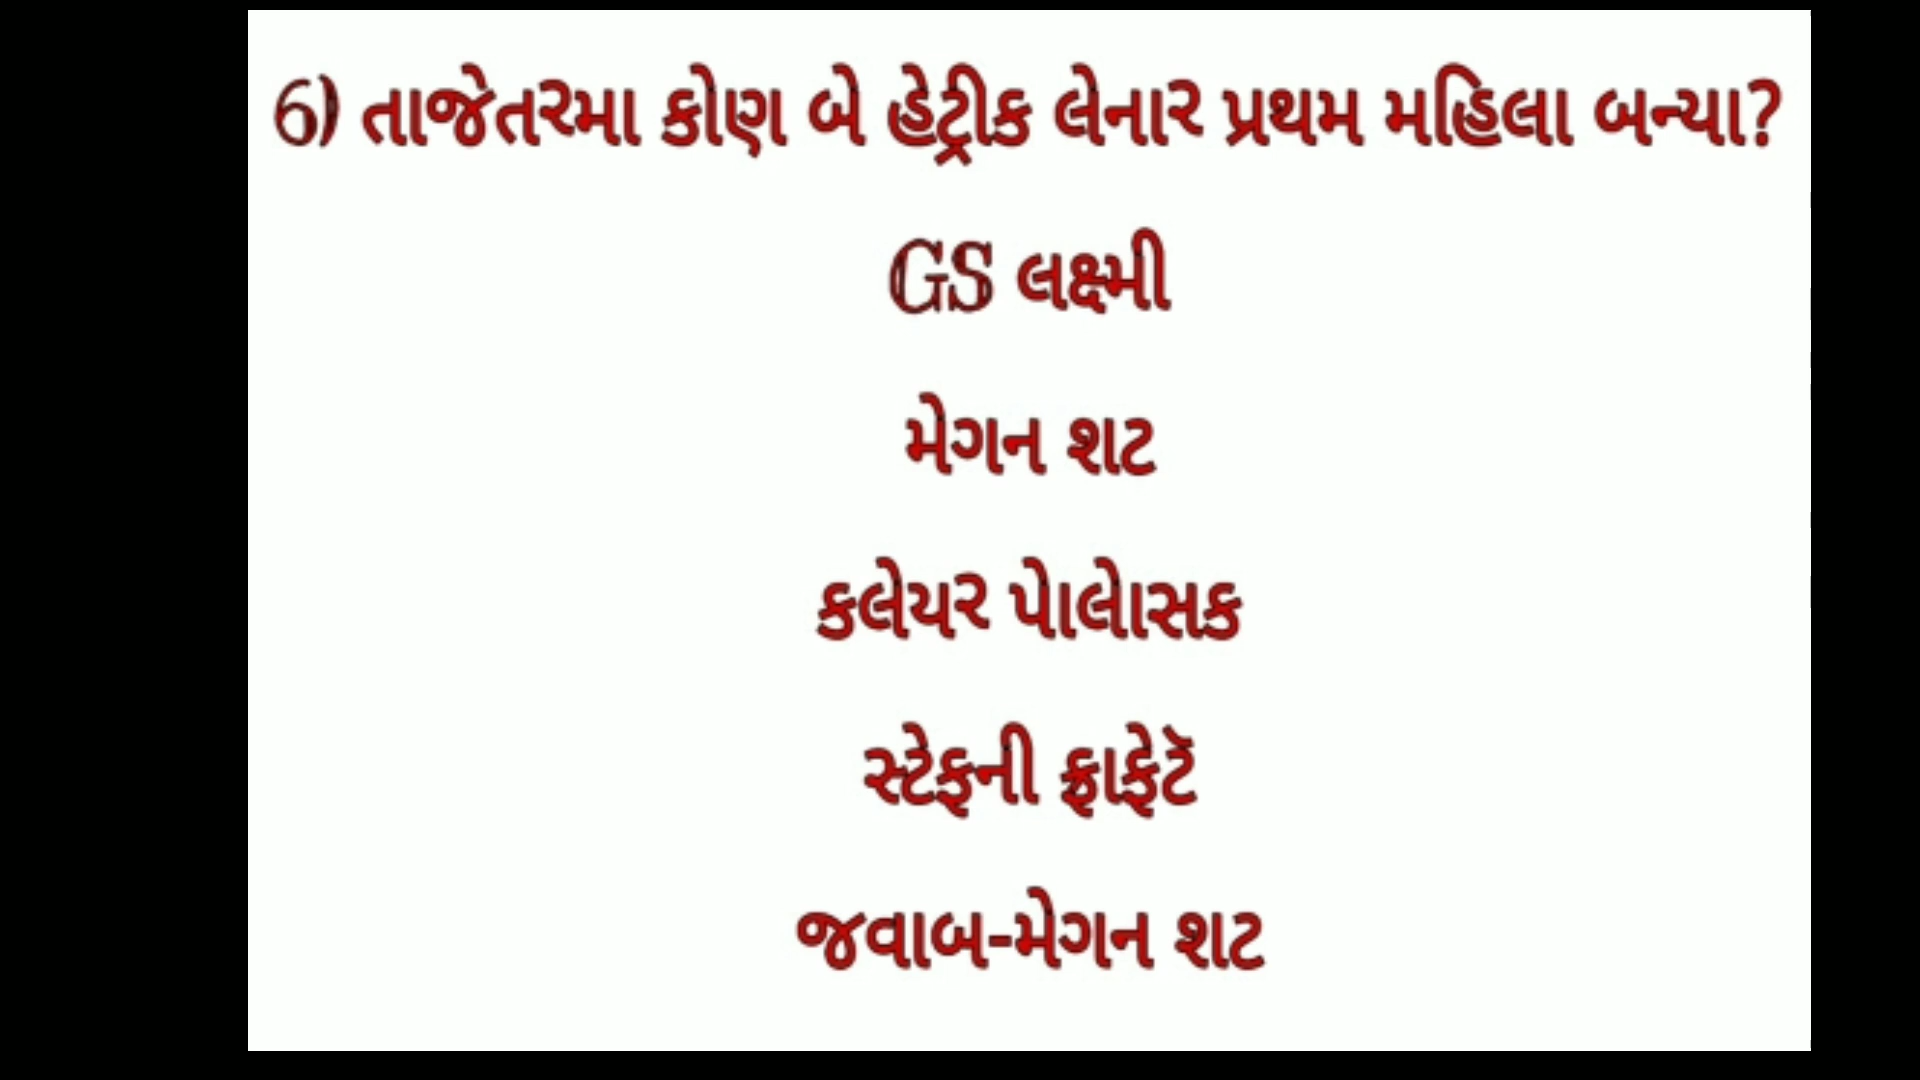 6) તાજેતરમા કોણ બે હેટ્રીક લેનાર પ્રથમ મહિલા બન્યા?
GS લક્ષ્મી
મેગન શટ
કલેયર પાેલાેસક
સ્ટેફની ફ્રાફેર્ટ
જવાબ-મેગન શટ